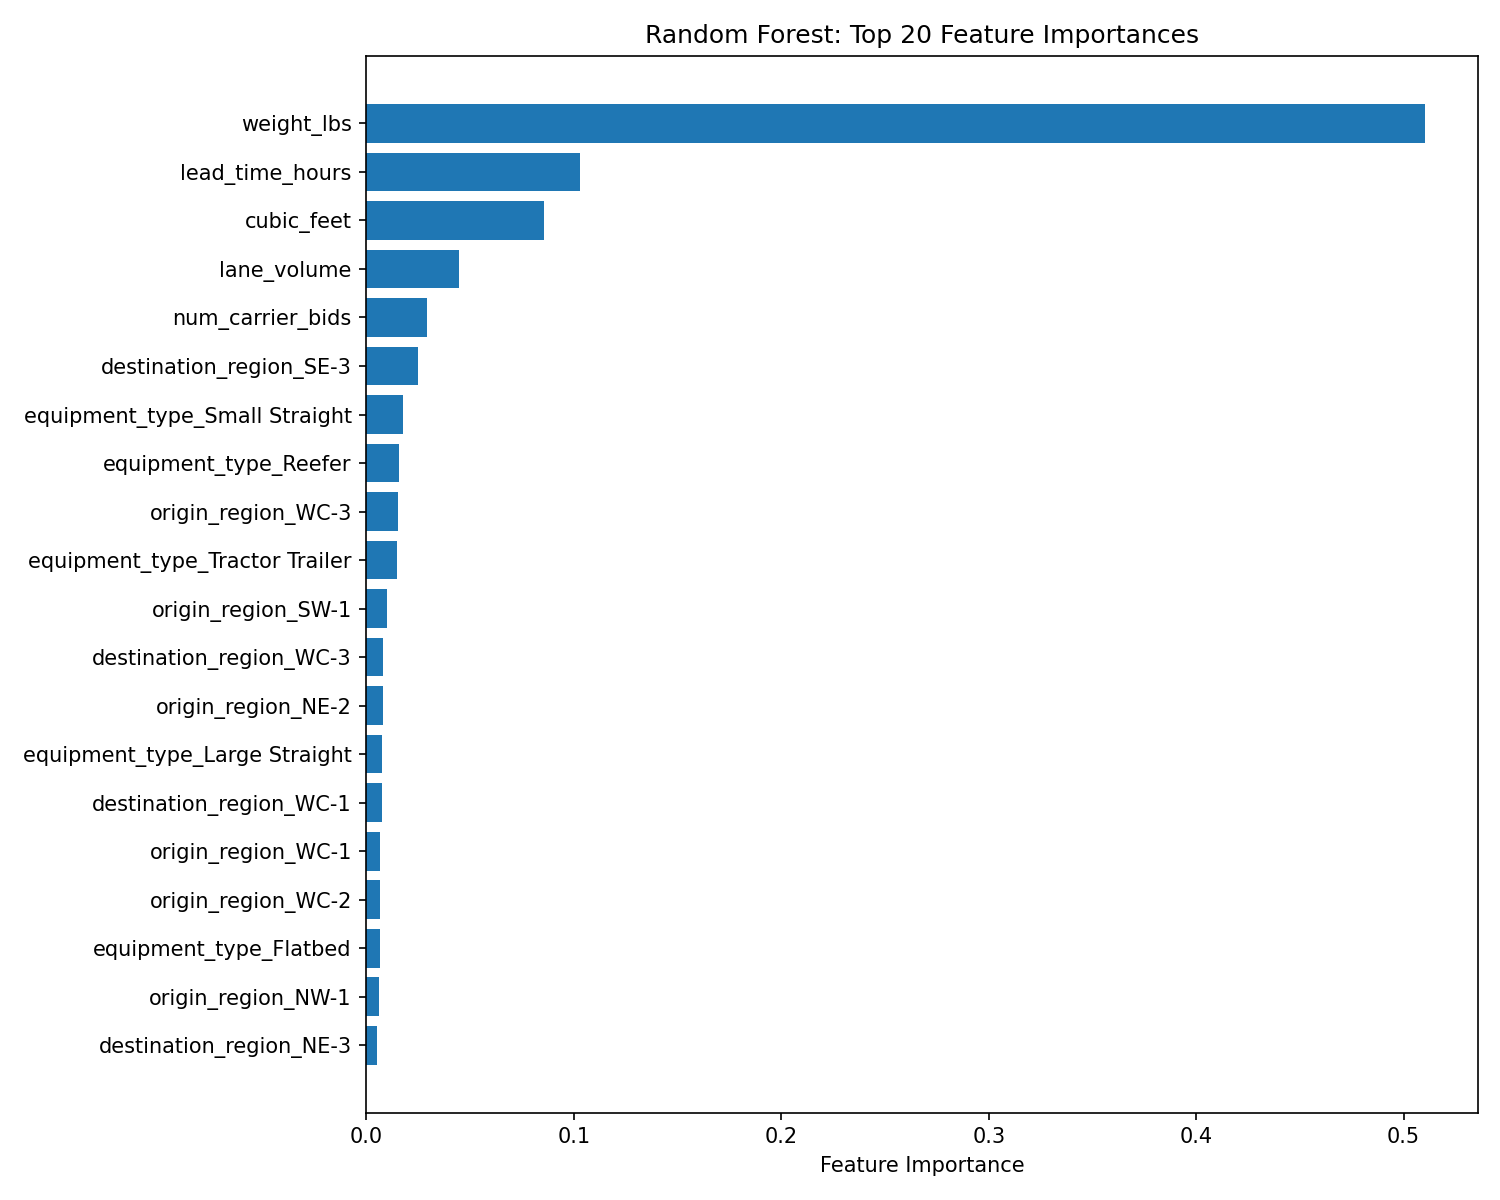 Random Forest: Top 20 Feature Importances
weight_lbs
lead_time_hours
cubic_feet
lane_volume
num_carrier_bids
destination_region_SE-3
equipment_type_Small Straight
equipment_type_Reefer
origin_region_WC-3
equipment_type_Tractor Trailer
origin_region_SW-1
destination_region_WC-3
origin_region_NE-2
equipment_type_Large Straight
destination_region_WC-1
origin_region_WC-1
origin_region_WC-2
equipment_type_Flatbed
origin_region_NW-1
destination_region_NE-3
0.0 0.1 0.2 0.3 0.4 0.5
Feature Importance